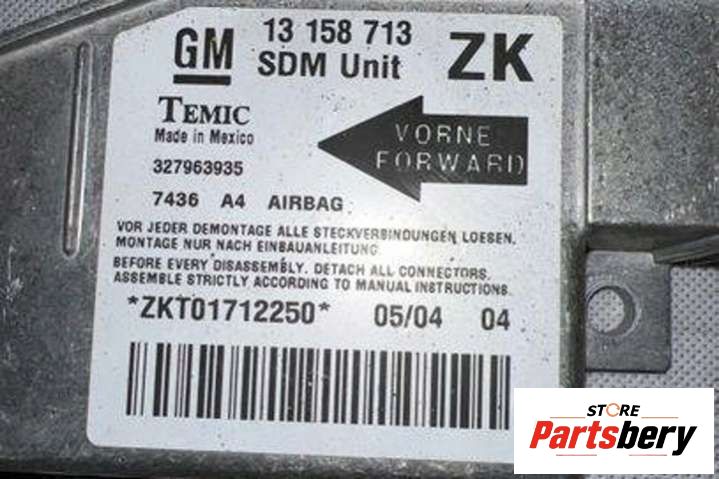 GM 13 158 713 ZK
SDM Unit
TEMIC
Made in Mexico
VORNE
FORWARD
327963935
7436 A4 AIRBAG
VOR JEDER DEMONTAGE ALLE STECKVERBINDUNGEN LOESEN.
MONTAGE NUR NACH EINBAUANLEITUNG.
BEFORE EVERY DISASSEMBLY. DETACH ALL CONNECTORS.
ASSEMBLE STRICTLY ACCORDING TO MANUAL INSTRUCTIONS.
*ZKT01712250* 05/04 04
STORE
Partsbery